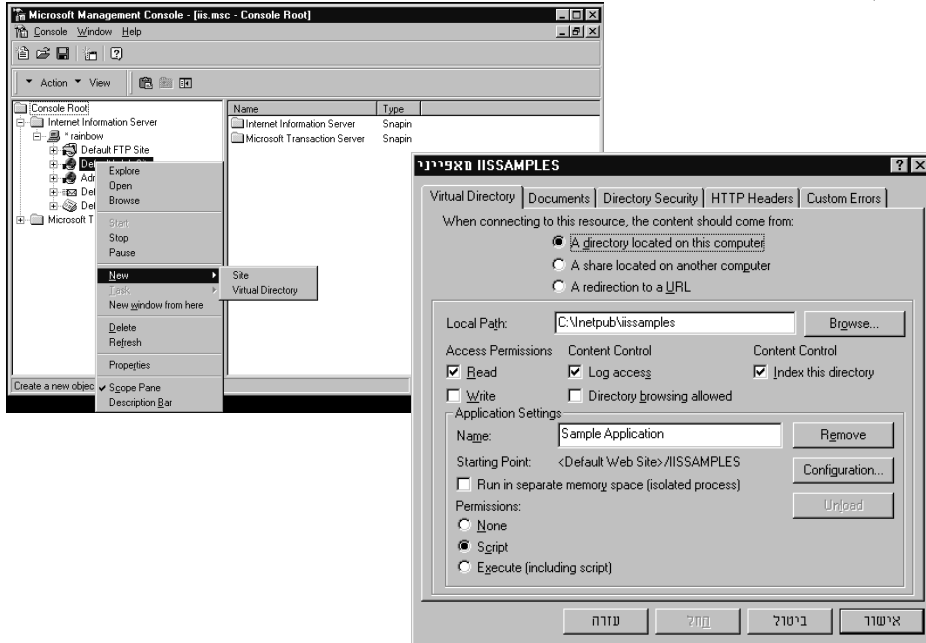 Microsoft Management Console - [iis.msc - Console Root]
Console Window Help
Action View
Console Root
Internet Information Server
* rainbow
Default FTP Site
Adr
Def
Def
Microsoft T
Name Type
Internet Information Server Snapin
Microsoft Transaction Server Snapin
Explore
Open
Browse
Start
Stop
Pause
New
Task
New window from here
Delete
Refresh
Properties
Scope Pane
Description Bar
Site
Virtual Directory
Create a new objec
מאפייני IISSAMPLES
Virtual Directory Documents Directory Security HTTP Headers Custom Errors
When connecting to this resource, the content should come from:
A directory located on this computer
A share located on another computer
A redirection to a URL
Local Path: C:\Inetpub\iissamples Browse...
Access Permissions Content Control Content Control
Read Log access Index this directory
Write Directory browsing allowed
Application Settings
Name: Sample Application Remove
Starting Point: <Default Web Site>/IISSAMPLES Configuration...
Run in separate memory space (isolated process)
Permissions: Unload
None
Script
Execute (including script)
אישור ביטול החל עזרה